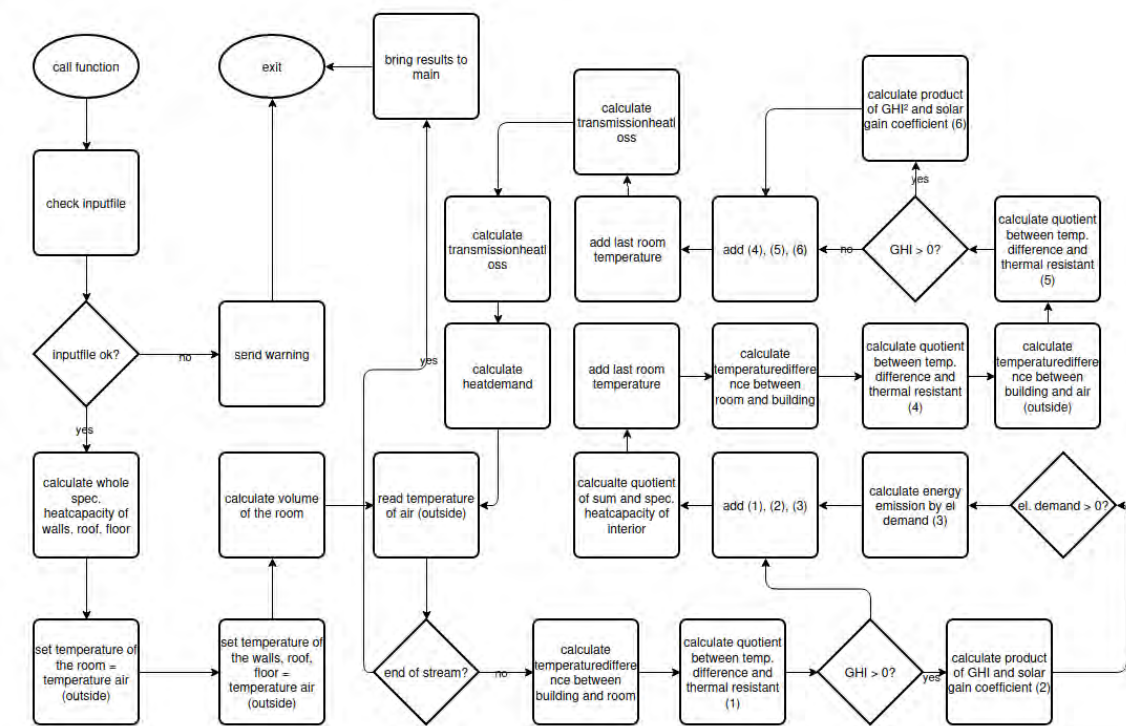 call function
exit
bring results to
main
calculate
transmissionheatl
oss
calculate product
of GHI² and solar
gain coefficient (6)
yes
check inputfile
calculate
transmissionheatl
oss
add last room
temperature
add (4), (5), (6)
no
GHI > 0?
calculate quotient
between temp.
difference and
thermal resistant
(5)
inputfile ok?
no
send warning
yes
calculate
heatdemand
add last room
temperature
calculate
temperaturediffere
nce between
room and building
calculate quotient
between temp.
difference and
thermal resistant
(4)
calculate
temperaturediffere
nce between
building and air
(outside)
yes
calculate whole
spec.
heatcapacity of
walls, roof, floor
calculate volume
of the room
read temperature
of air (outside)
calcualte quotient
of sum and spec.
heatcapacity of
interior
add (1), (2), (3)
calculate energy
emission by el
demand (3)
el. demand > 0?
set temperature of
the room =
temperature air
(outside)
set temperature of
the walls, roof,
floor =
temperature air
(outside)
end of stream?
no
calculate
temperaturediffere
nce between
building and room
calculate quotient
between temp.
difference and
thermal resistant
(1)
GHI > 0?
yes
calculate product
of GHI and solar
gain coefficient (2)